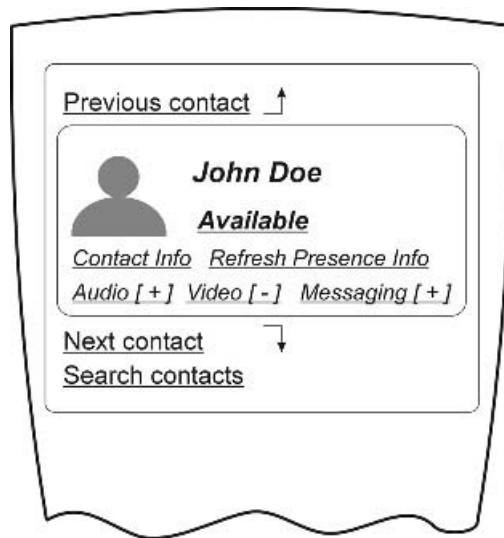 Previous contact
John Doe
Available
Contact Info Refresh Presence Info
Audio [ + ] Video [ - ] Messaging [ + ]
Next contact
Search contacts